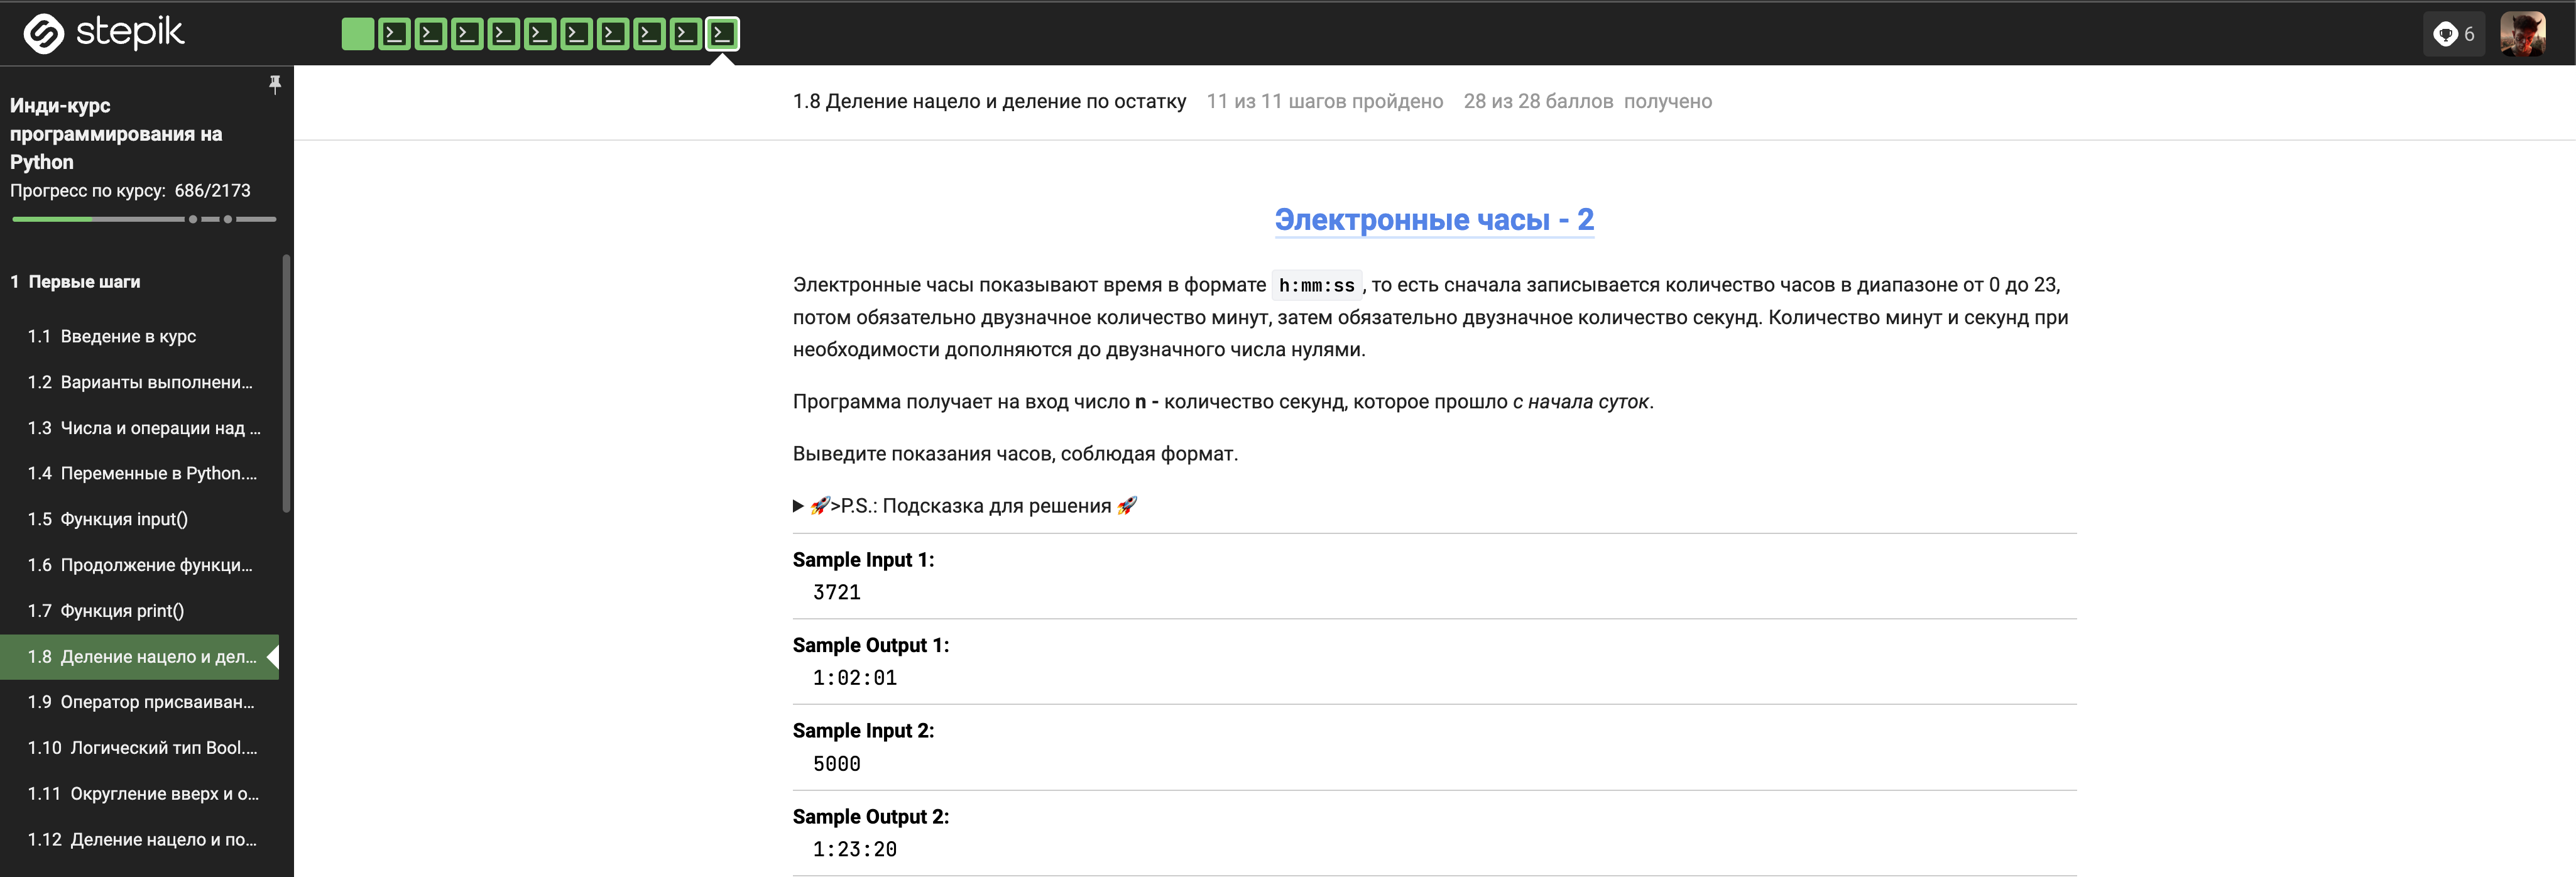 stepik
6
Инди-курс
программирования на
Python
Прогресс по курсу: 686/2173
1 Первые шаги
1.1 Введение в курс
1.2 Варианты выполнени...
1.3 Числа и операции над ...
1.4 Переменные в Python....
1.5 Функция input()
1.6 Продолжение функци...
1.7 Функция print()
1.8 Деление нацело и дел...
1.9 Оператор присваиван...
1.10 Логический тип Bool....
1.11 Округление вверх и о...
1.12 Деление нацело и по...
1.8 Деление нацело и деление по остатку 11 из 11 шагов пройдено 28 из 28 баллов получено
Электронные часы - 2
Электронные часы показывают время в формате h:mm:ss, то есть сначала записывается количество часов в диапазоне от 0 до 23,
потом обязательно двузначное количество минут, затем обязательно двузначное количество секунд. Количество минут и секунд при
необходимости дополняются до двузначного числа нулями.
Программа получает на вход число n - количество секунд, которое прошло с начала суток.
Выведите показания часов, соблюдая формат.
🚀>P.S.: Подсказка для решения 🚀
Sample Input 1:
3721
Sample Output 1:
1:02:01
Sample Input 2:
5000
Sample Output 2:
1:23:20